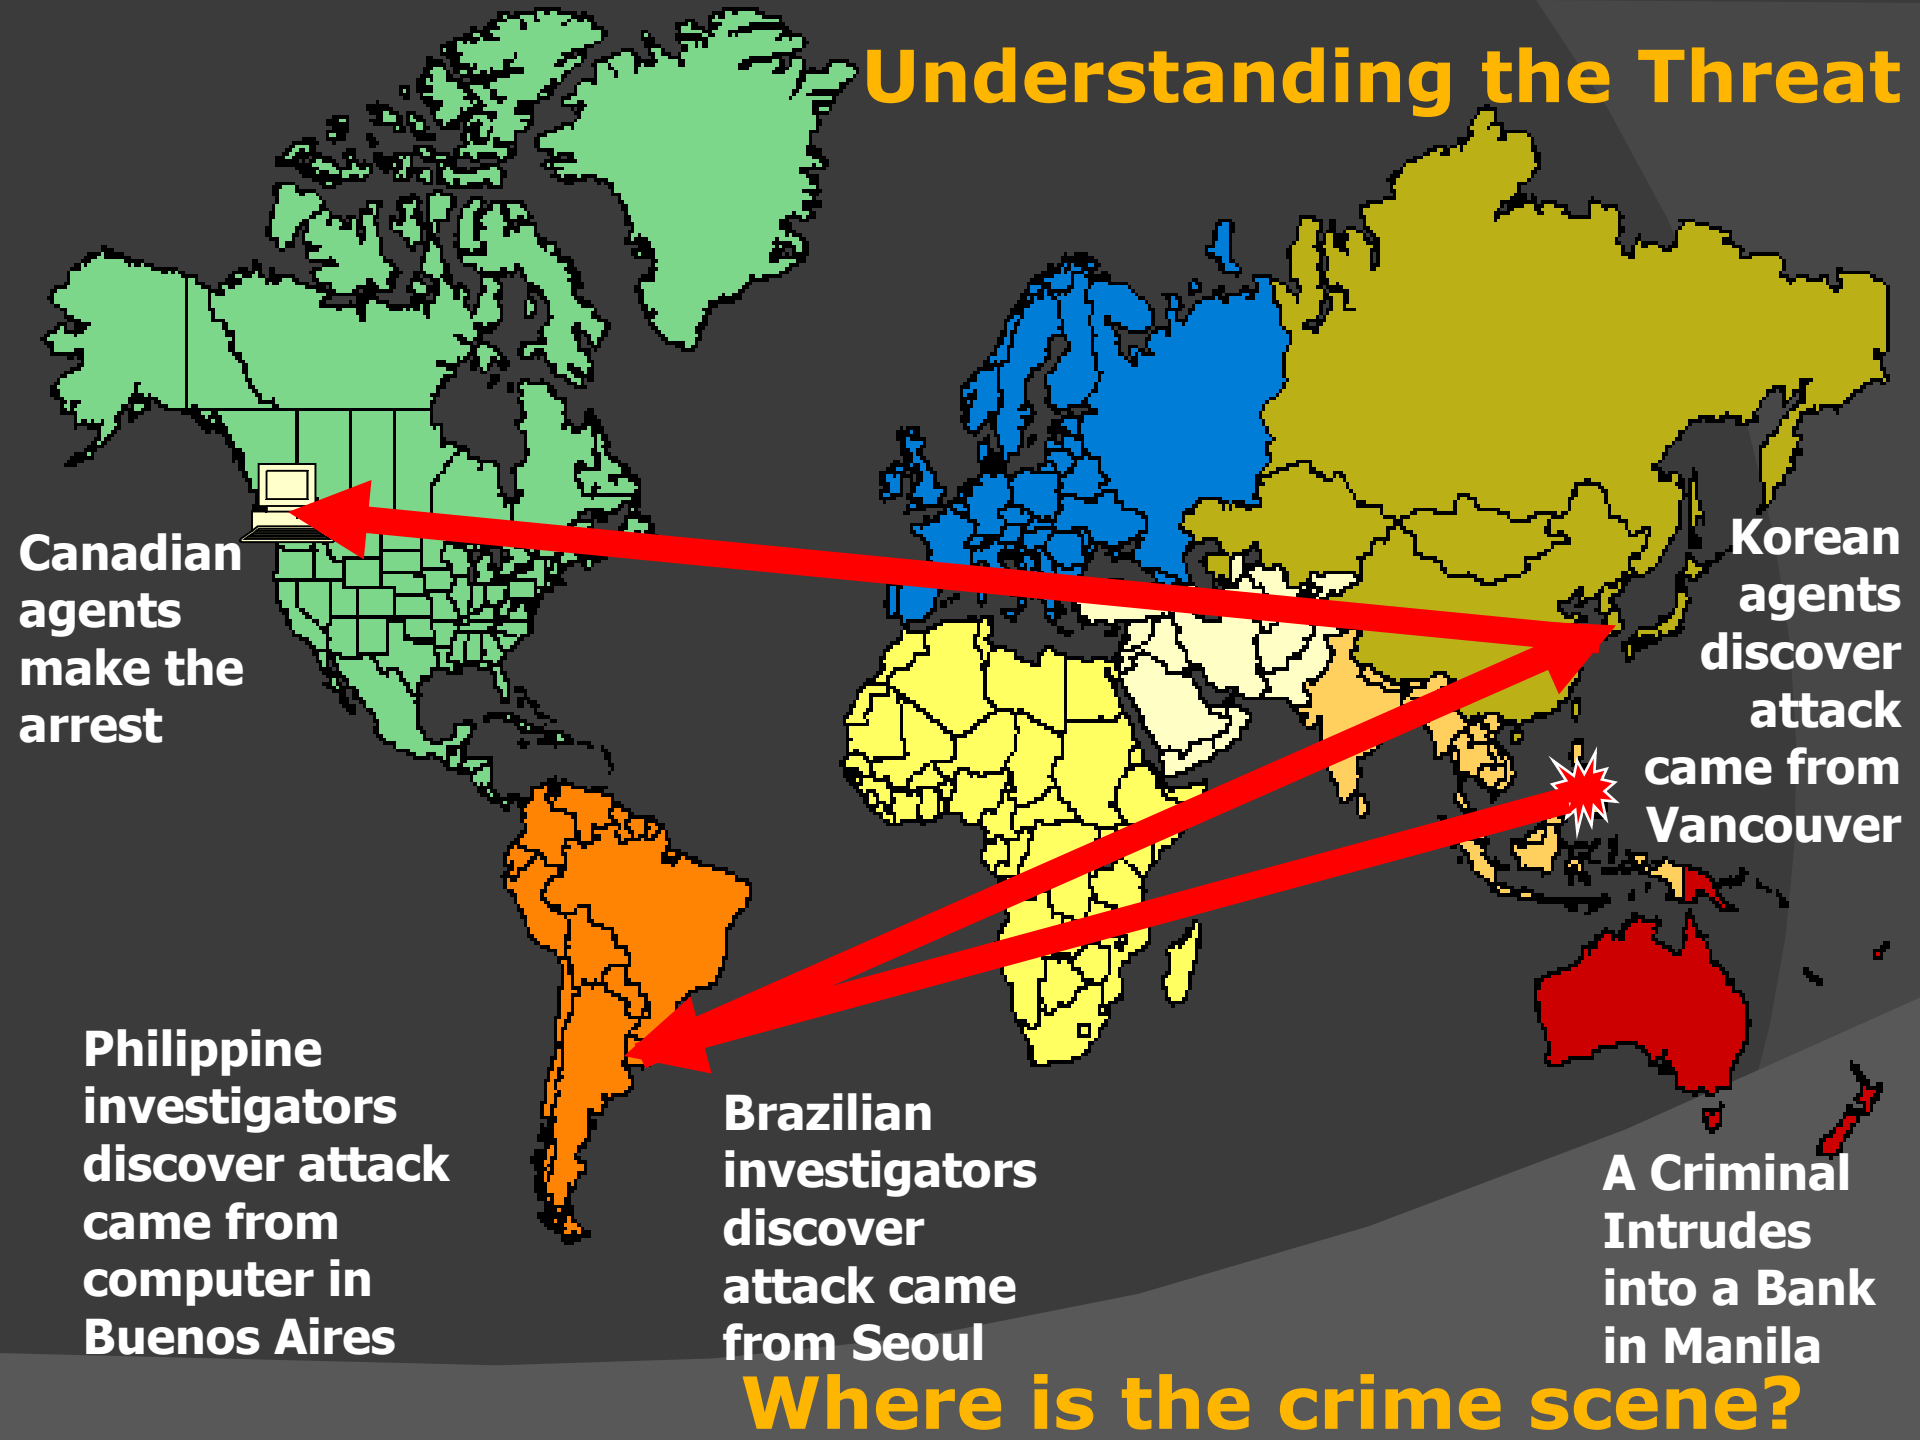 Understanding the Threat
Canadian
agents
make the
arrest
Korean
agents
discover
attack
came from
Vancouver
Philippine
investigators
discover attack
came from
computer in
Buenos Aires
Brazilian
investigators
discover
attack came
from Seoul
A Criminal
Intrudes
into a Bank
in Manila
Where is the crime scene?